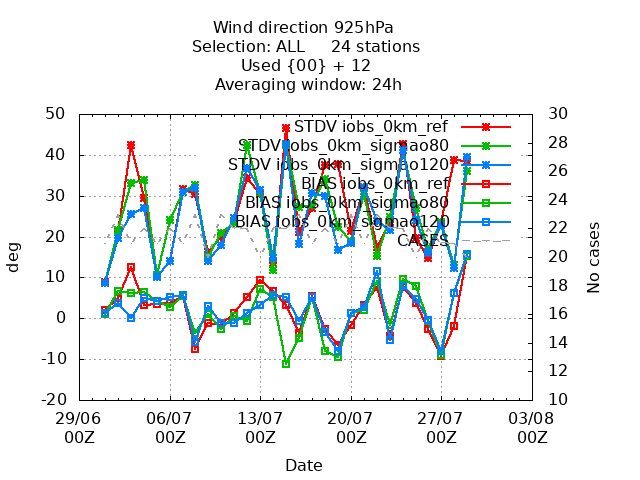 Wind direction 925hPa
Selection: ALL     24 stations
Used {00} + 12
Averaging window: 24h
50
40
30
20
10
0
-10
-20
deg
30
28
26
24
22
20
18
16
14
12
10
No cases
STDV iobs_0km_ref
STDV iobs_0km_sigmao80
STDV iobs_0km_sigmao120
BIAS iobs_0km_ref
BIAS iobs_0km_sigmao80
BIAS iobs_0km_sigmao120
CASES
29/06 06/07 13/07 20/07 27/07 03/08
00Z 00Z 00Z 00Z 00Z 00Z
Date